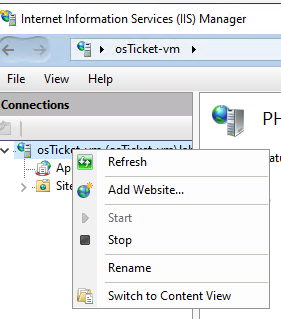 Internet Information Services (IIS) Manager
osTicket-vm
File View Help
Connections
osTicket-vm (osTicket-vm\lab
PH
Ap
Site
Refresh
Add Website...
Start
Stop
Rename
Switch to Content View